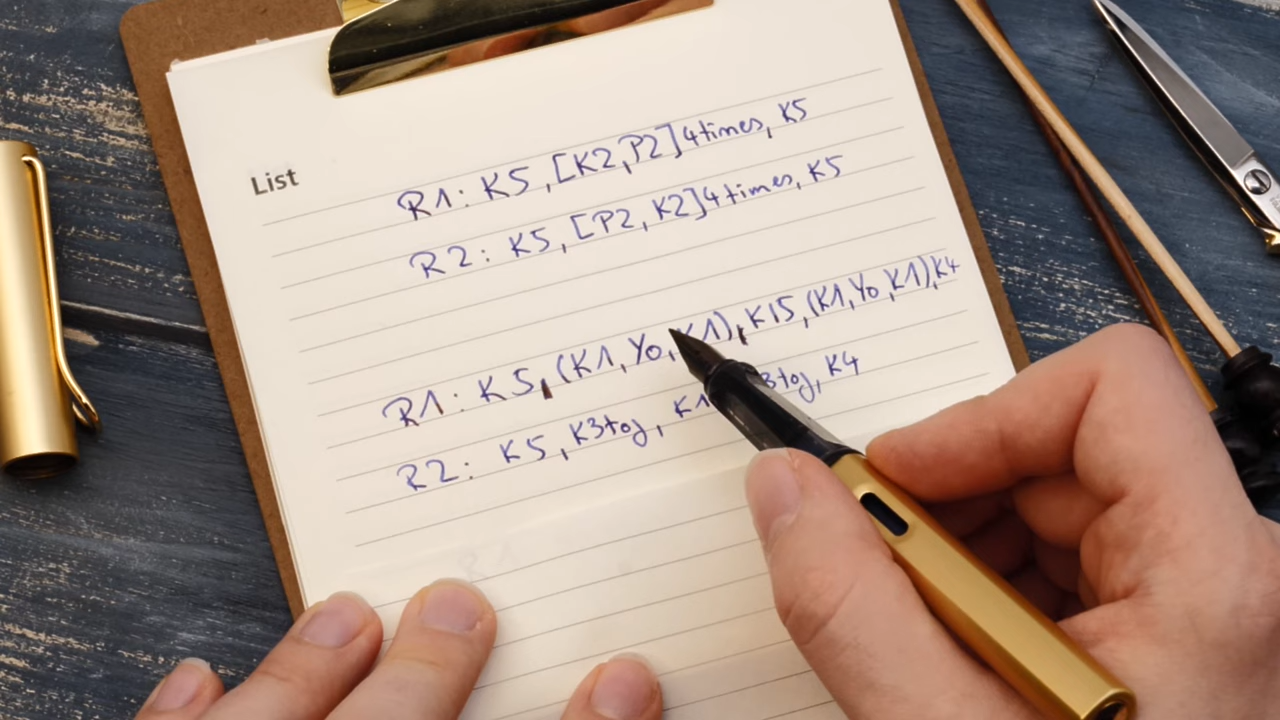 List
R1: K5, [K2, P2] 4 times, K5
R2: K5, [P2, K2] 4 times, K5
R1: K5, (K1, Yo, K1), K15, (K1, Yo, K1), K4
R2: K5, K3tog, K4